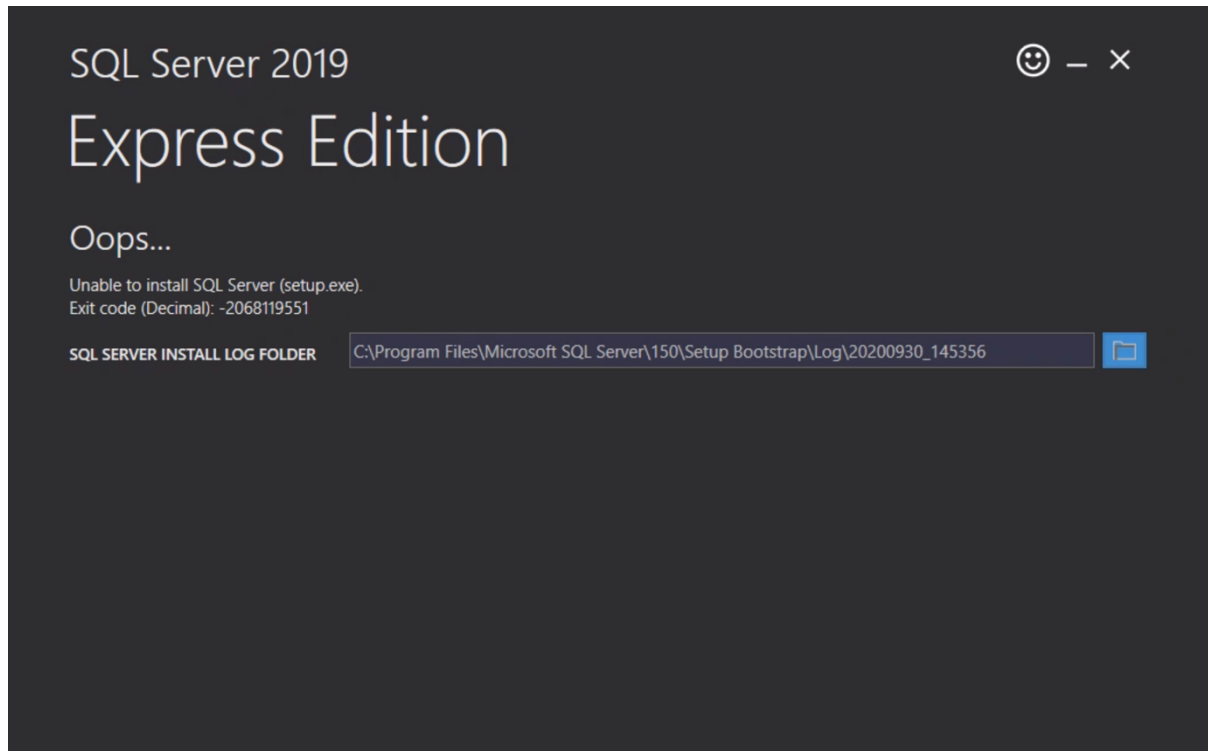 SQL Server 2019
Express Edition
Oops...
Unable to install SQL Server (setup.exe).
Exit code (Decimal): -2068119551
SQL SERVER INSTALL LOG FOLDER C:\Program Files\Microsoft SQL Server\150\Setup Bootstrap\Log\20200930_145356